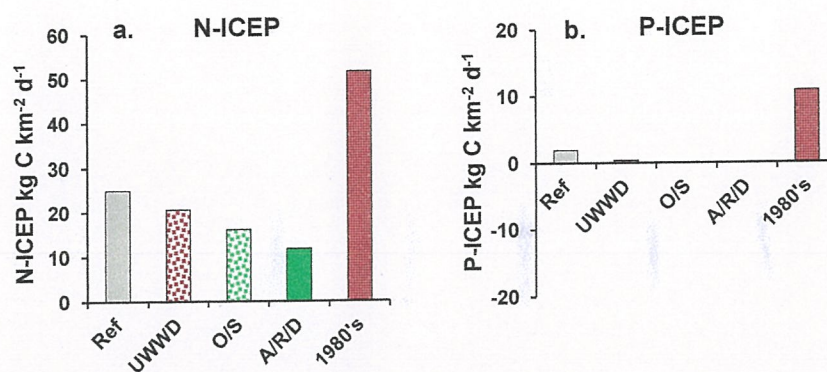 a. N-ICEP
N-ICEP kg C km-2 d-1
60
50
40
30
20
10
0
Ref
UWWD
O/S
A/R/D
1980's
b. P-ICEP
P-ICEP kg C km-2 d-1
20
10
0
-10
-20
Ref
UWWD
O/S
A/R/D
1980's